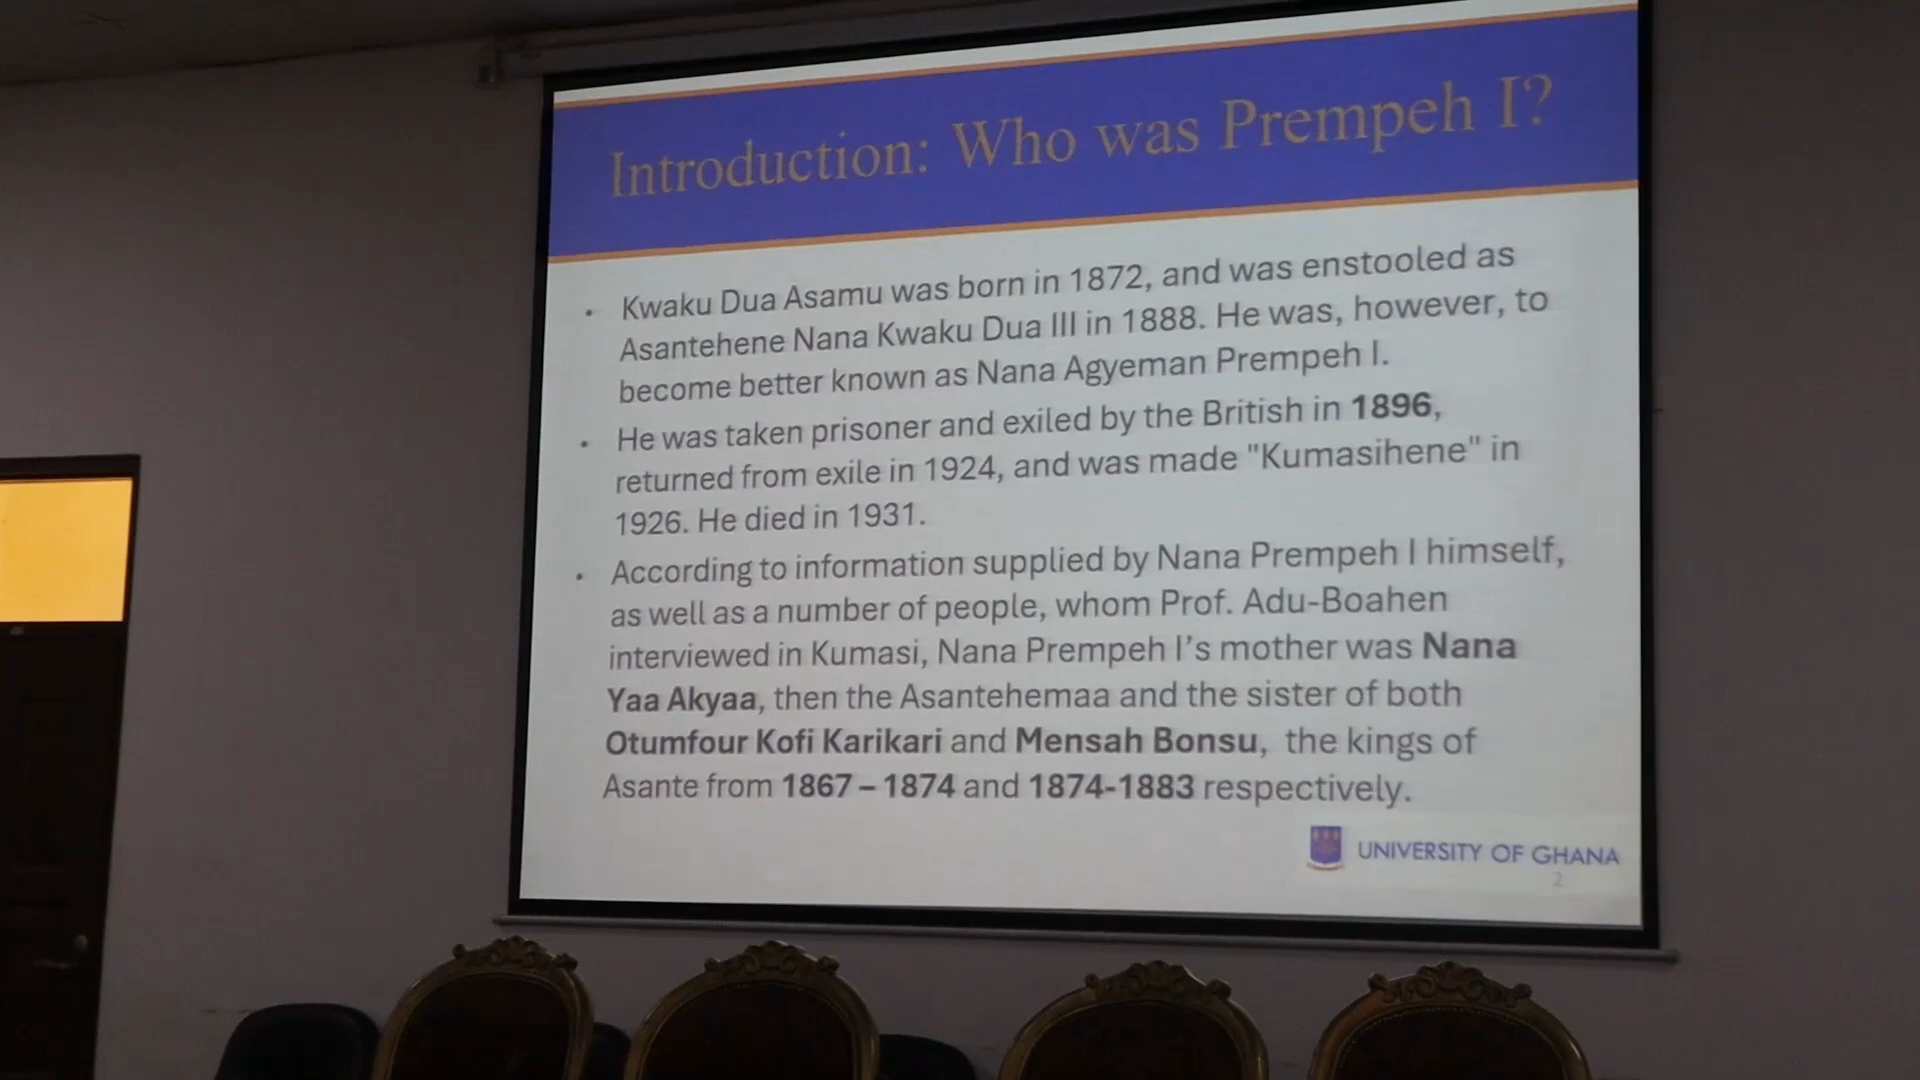 Introduction: Who was Prempeh I?
• Kwaku Dua Asamu was born in 1872, and was enstooled as
Asantehene Nana Kwaku Dua III in 1888. He was, however, to
become better known as Nana Agyeman Prempeh I.
• He was taken prisoner and exiled by the British in 1896,
returned from exile in 1924, and was made "Kumasihene" in
1926. He died in 1931.
• According to information supplied by Nana Prempeh I himself,
as well as a number of people, whom Prof. Adu-Boahen
interviewed in Kumasi, Nana Prempeh I’s mother was Nana
Yaa Akyaa, then the Asantehemaa and the sister of both
Otumfour Kofi Karikari and Mensah Bonsu, the kings of
Asante from 1867 – 1874 and 1874-1883 respectively.
UNIVERSITY OF GHANA
2